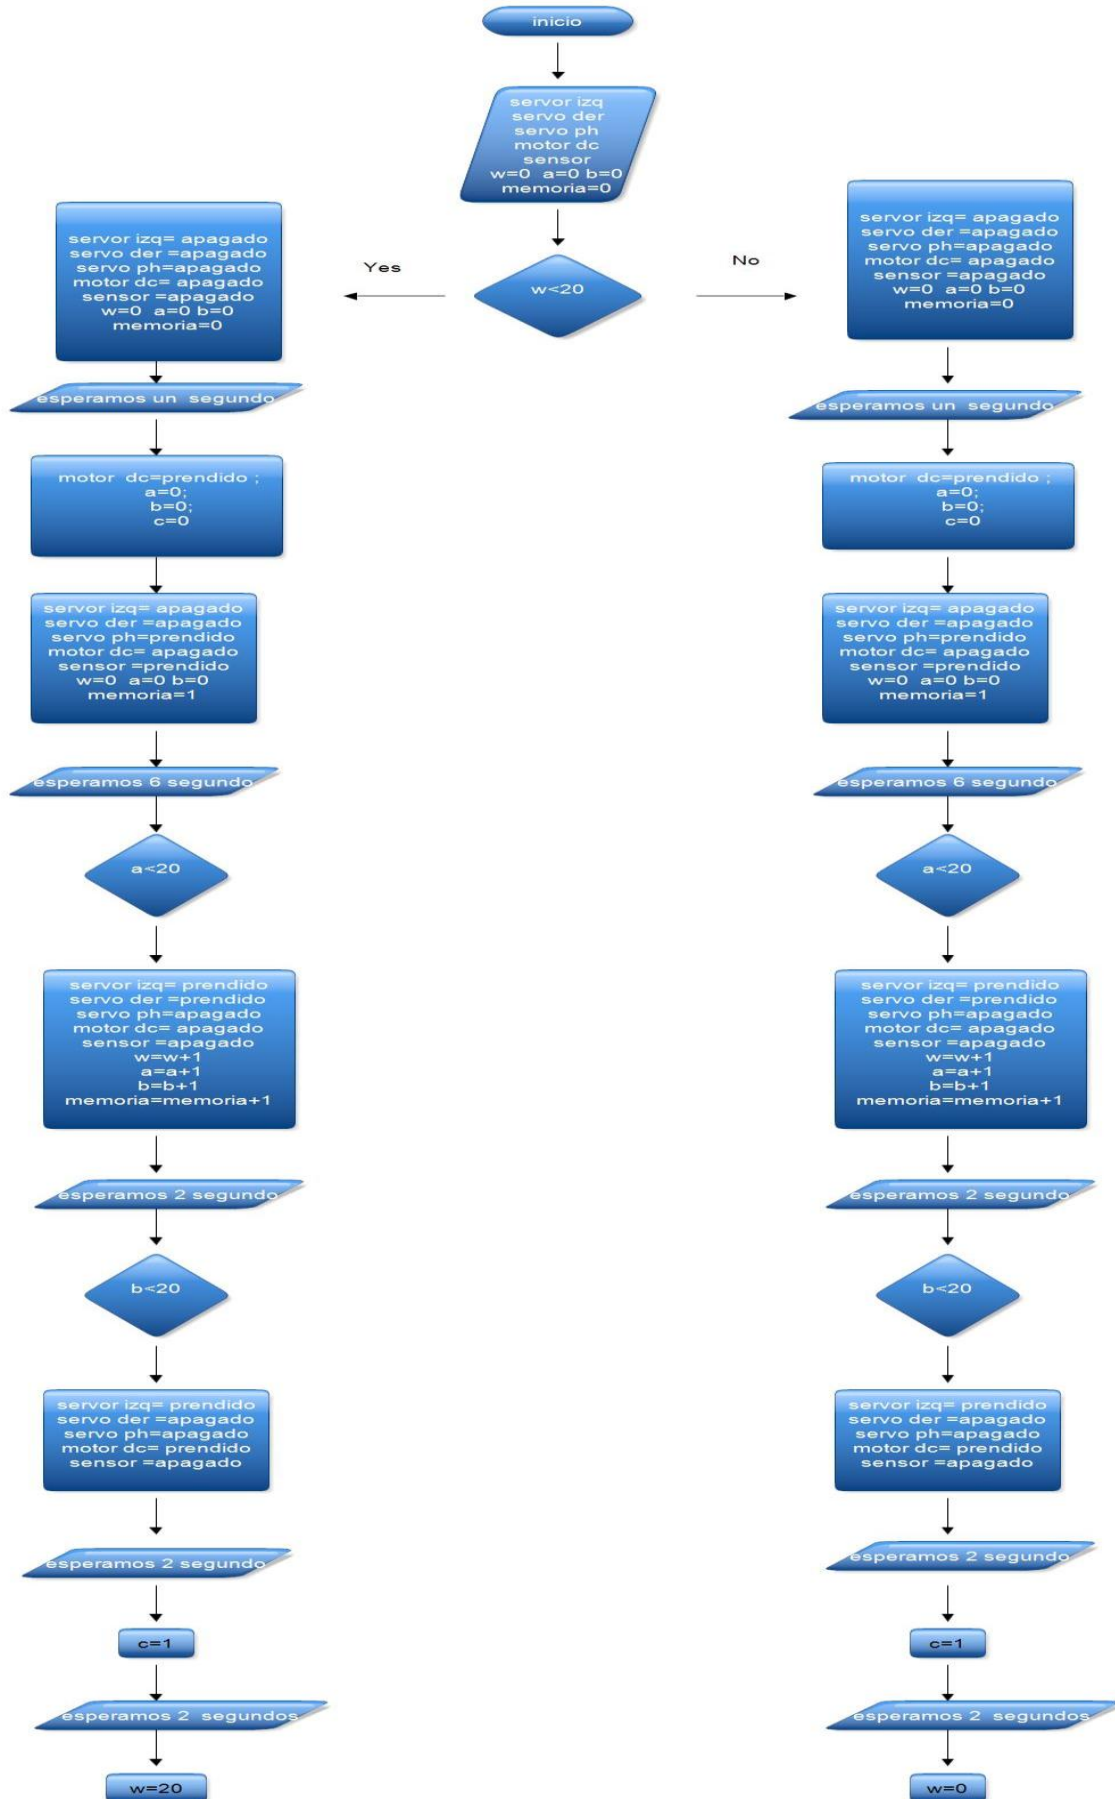 inicio
servor izq
servo der
servo ph
motor dc
sensor
w=0 a=0 b=0
memoria=0
w<20
Yes
No
servor izq= apagado
servo der =apagado
servo ph=apagado
motor dc= apagado
sensor =apagado
w=0 a=0 b=0
memoria=0
esperamos un segundo
motor dc=prendido ;
a=0;
b=0;
c=0
servor izq= apagado
servo der =apagado
servo ph=prendido
motor dc= apagado
sensor =prendido
w=0 a=0 b=0
memoria=1
esperamos 6 segundo
a<20
servor izq= prendido
servo der =prendido
servo ph=apagado
motor dc= apagado
sensor =apagado
w=w+1
a=a+1
b=b+1
memoria=memoria+1
esperamos 2 segundo
b<20
servor izq= prendido
servo der =apagado
servo ph=apagado
motor dc= prendido
sensor =apagado
esperamos 2 segundo
c=1
esperamos 2 segundos
w=20
servor izq= apagado
servo der =apagado
servo ph=apagado
motor dc= apagado
sensor =apagado
w=0 a=0 b=0
memoria=0
esperamos un segundo
motor dc=prendido ;
a=0;
b=0;
c=0
servor izq= apagado
servo der =apagado
servo ph=prendido
motor dc= apagado
sensor =prendido
w=0 a=0 b=0
memoria=1
esperamos 6 segundo
a<20
servor izq= prendido
servo der =prendido
servo ph=apagado
motor dc= apagado
sensor =apagado
w=w+1
a=a+1
b=b+1
memoria=memoria+1
esperamos 2 segundo
b<20
servor izq= prendido
servo der =apagado
servo ph=apagado
motor dc= prendido
sensor =apagado
esperamos 2 segundo
c=1
esperamos 2 segundos
w=0